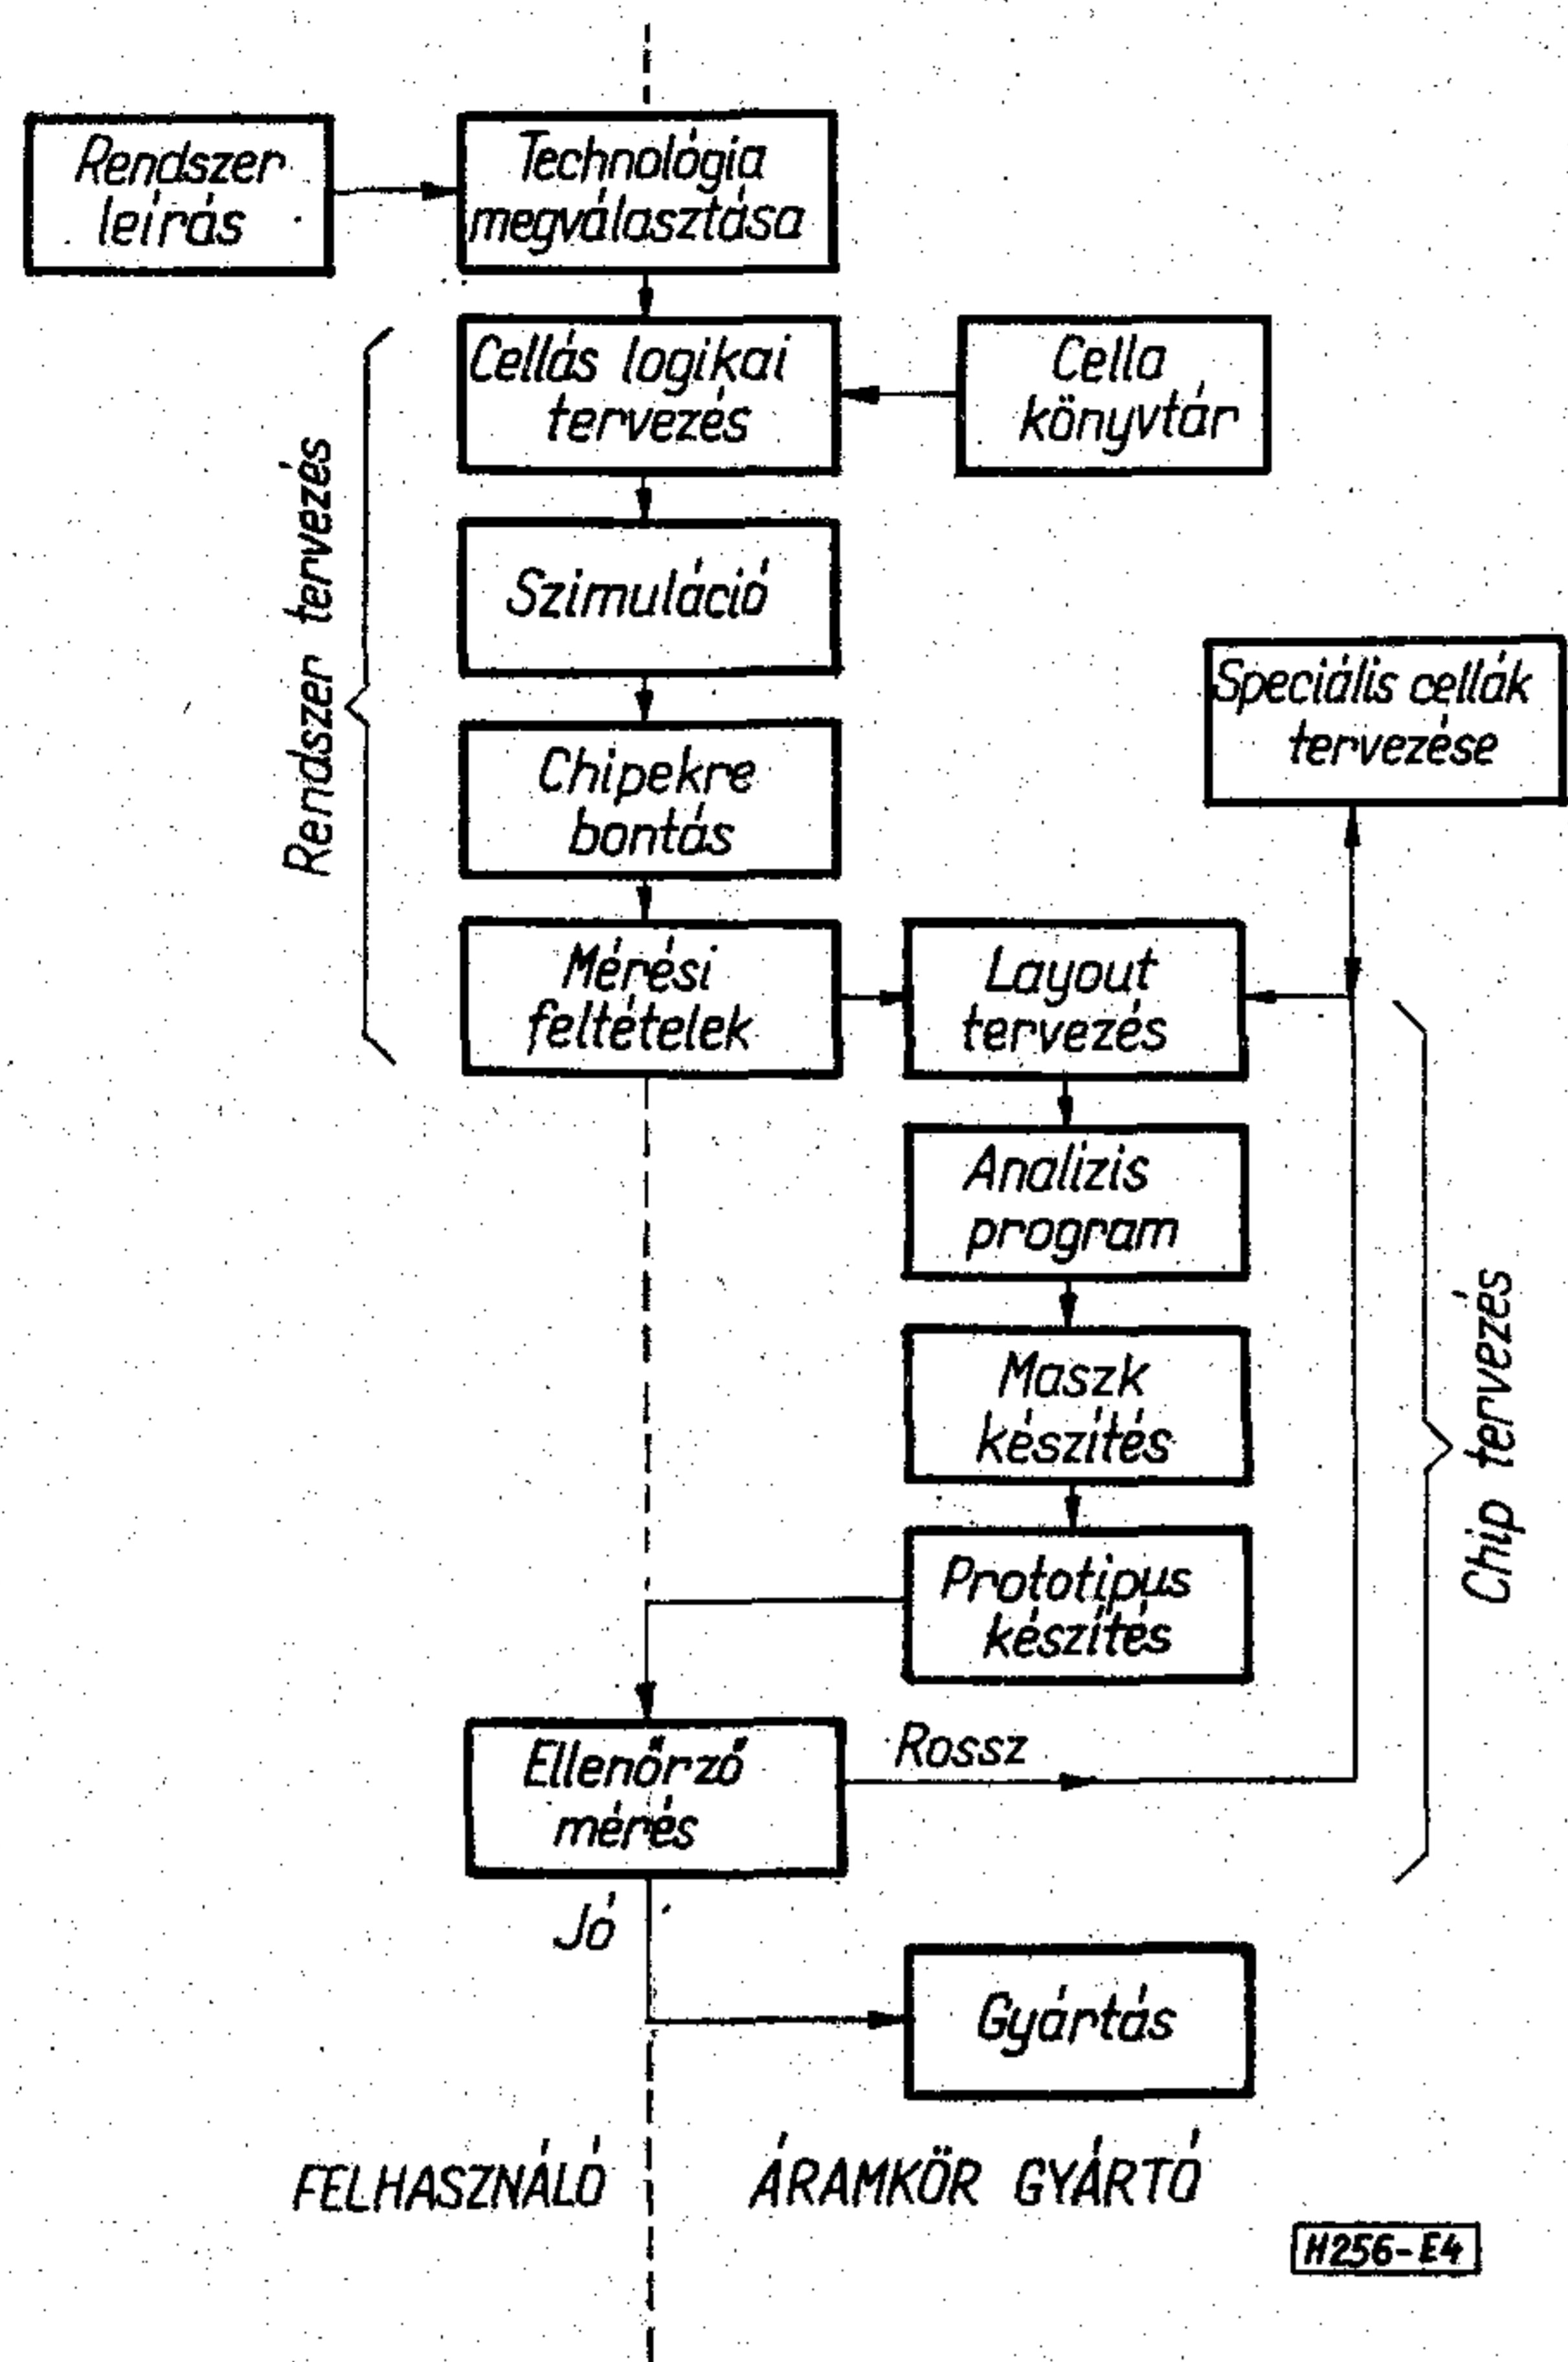 Rendszer
leírás
Technológia
megválasztása
Cellás logikai
tervezés
Cella
könyvtár
Rendszer tervezés
Szimuláció
Speciális cellák
tervezése
Chipekre
bontás
Mérési
feltételek
Layout
tervezés
Analízis
program
Maszk
készítés
Chip tervezés
Prototipus
készítés
Ellenőrző
mérés
Rossz
Jó
Gyártás
FELHASZNÁLÓ
ÁRAMKÖR GYÁRTÓ
H256-E4